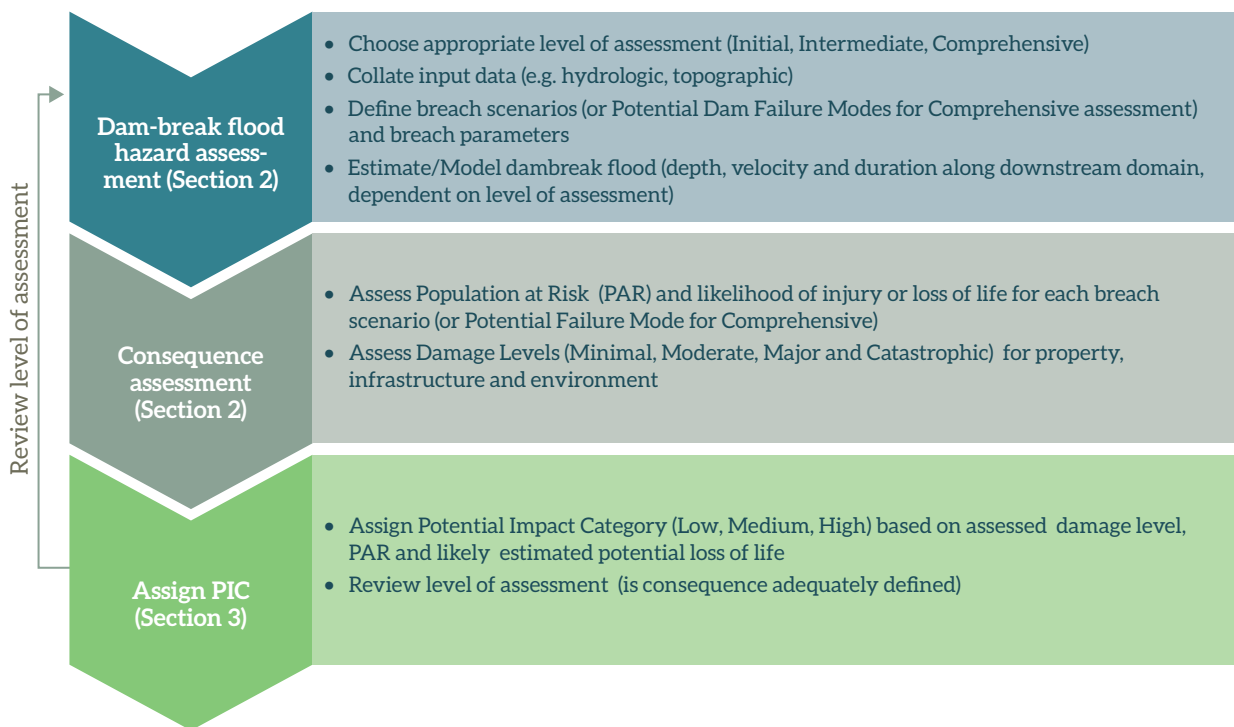 Review level of assessment
Dam-break flood
hazard assess-
ment (Section 2)
• Choose appropriate level of assessment (Initial, Intermediate, Comprehensive)
• Collate input data (e.g. hydrologic, topographic)
• Define breach scenarios (or Potential Dam Failure Modes for Comprehensive assessment)
and breach parameters
• Estimate/Model dambreak flood (depth, velocity and duration along downstream domain,
dependent on level of assessment)
Consequence
assessment
(Section 2)
• Assess Population at Risk (PAR) and likelihood of injury or loss of life for each breach
scenario (or Potential Failure Mode for Comprehensive)
• Assess Damage Levels (Minimal, Moderate, Major and Catastrophic) for property,
infrastructure and environment
Assign PIC
(Section 3)
• Assign Potential Impact Category (Low, Medium, High) based on assessed damage level,
PAR and likely estimated potential loss of life
• Review level of assessment (is consequence adequately defined)